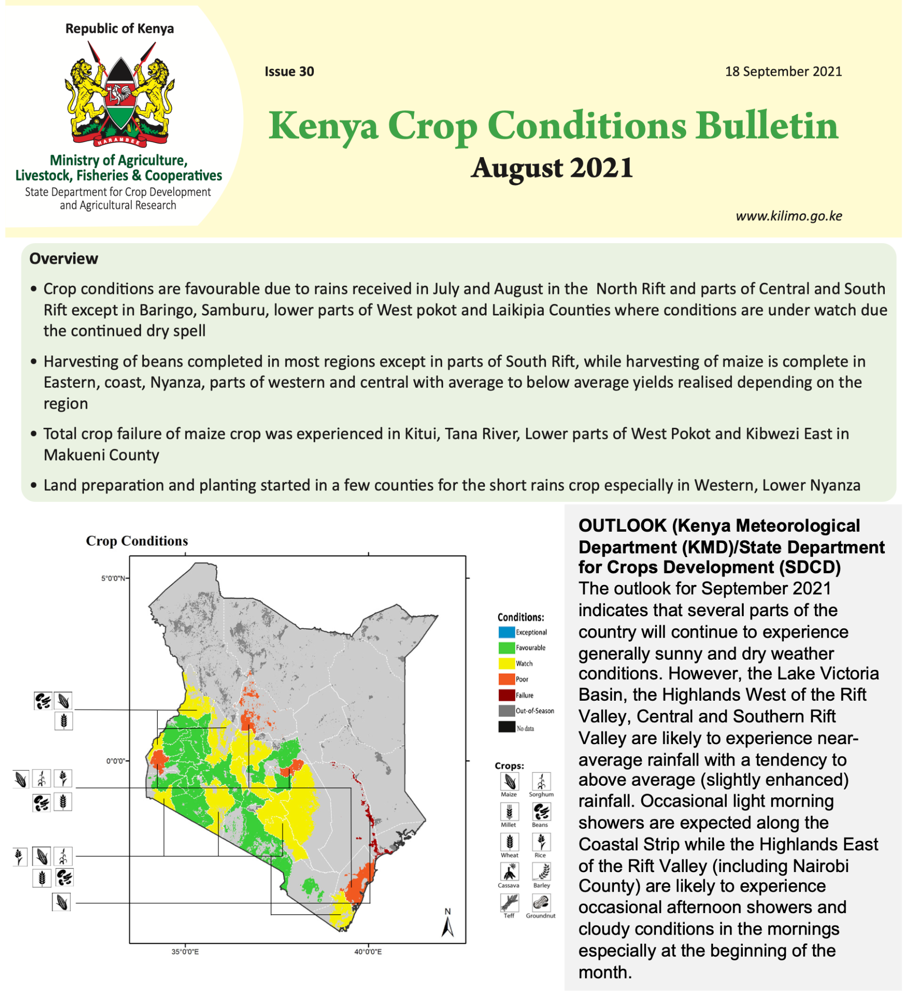 Republic of Kenya
HARAMBEE
Ministry of Agriculture,
Livestock, Fisheries & Cooperatives
State Department for Crop Development
and Agricultural Research
Issue 30
18 September 2021
Kenya Crop Conditions Bulletin
August 2021
www.kilimo.go.ke
Overview
• Crop conditions are favourable due to rains received in July and August in the North Rift and parts of Central and South
Rift except in Baringo, Samburu, lower parts of West pokot and Laikipia Counties where conditions are under watch due
the continued dry spell
• Harvesting of beans completed in most regions except in parts of South Rift, while harvesting of maize is complete in
Eastern, coast, Nyanza, parts of western and central with average to below average yields realised depending on the
region
• Total crop failure of maize crop was experienced in Kitui, Tana River, Lower parts of West Pokot and Kibwezi East in
Makueni County
• Land preparation and planting started in a few counties for the short rains crop especially in Western, Lower Nyanza
Crop Conditions
5°0'0"N
0°0'0"
35°0'0"E
40°0'0"E
N
Conditions:
Exceptional
Favourable
Watch
Poor
Failure
Out-of-Season
No data
Crops:
Maize
Sorghum
Millet
Beans
Wheat
Rice
Cassava
Barley
Teff
Groundnut
OUTLOOK (Kenya Meteorological
Department (KMD)/State Department
for Crops Development (SDCD)
The outlook for September 2021
indicates that several parts of the
country will continue to experience
generally sunny and dry weather
conditions. However, the Lake Victoria
Basin, the Highlands West of the Rift
Valley, Central and Southern Rift
Valley are likely to experience near-
average rainfall with a tendency to
above average (slightly enhanced)
rainfall. Occasional light morning
showers are expected along the
Coastal Strip while the Highlands East
of the Rift Valley (including Nairobi
County) are likely to experience
occasional afternoon showers and
cloudy conditions in the mornings
especially at the beginning of the
month.